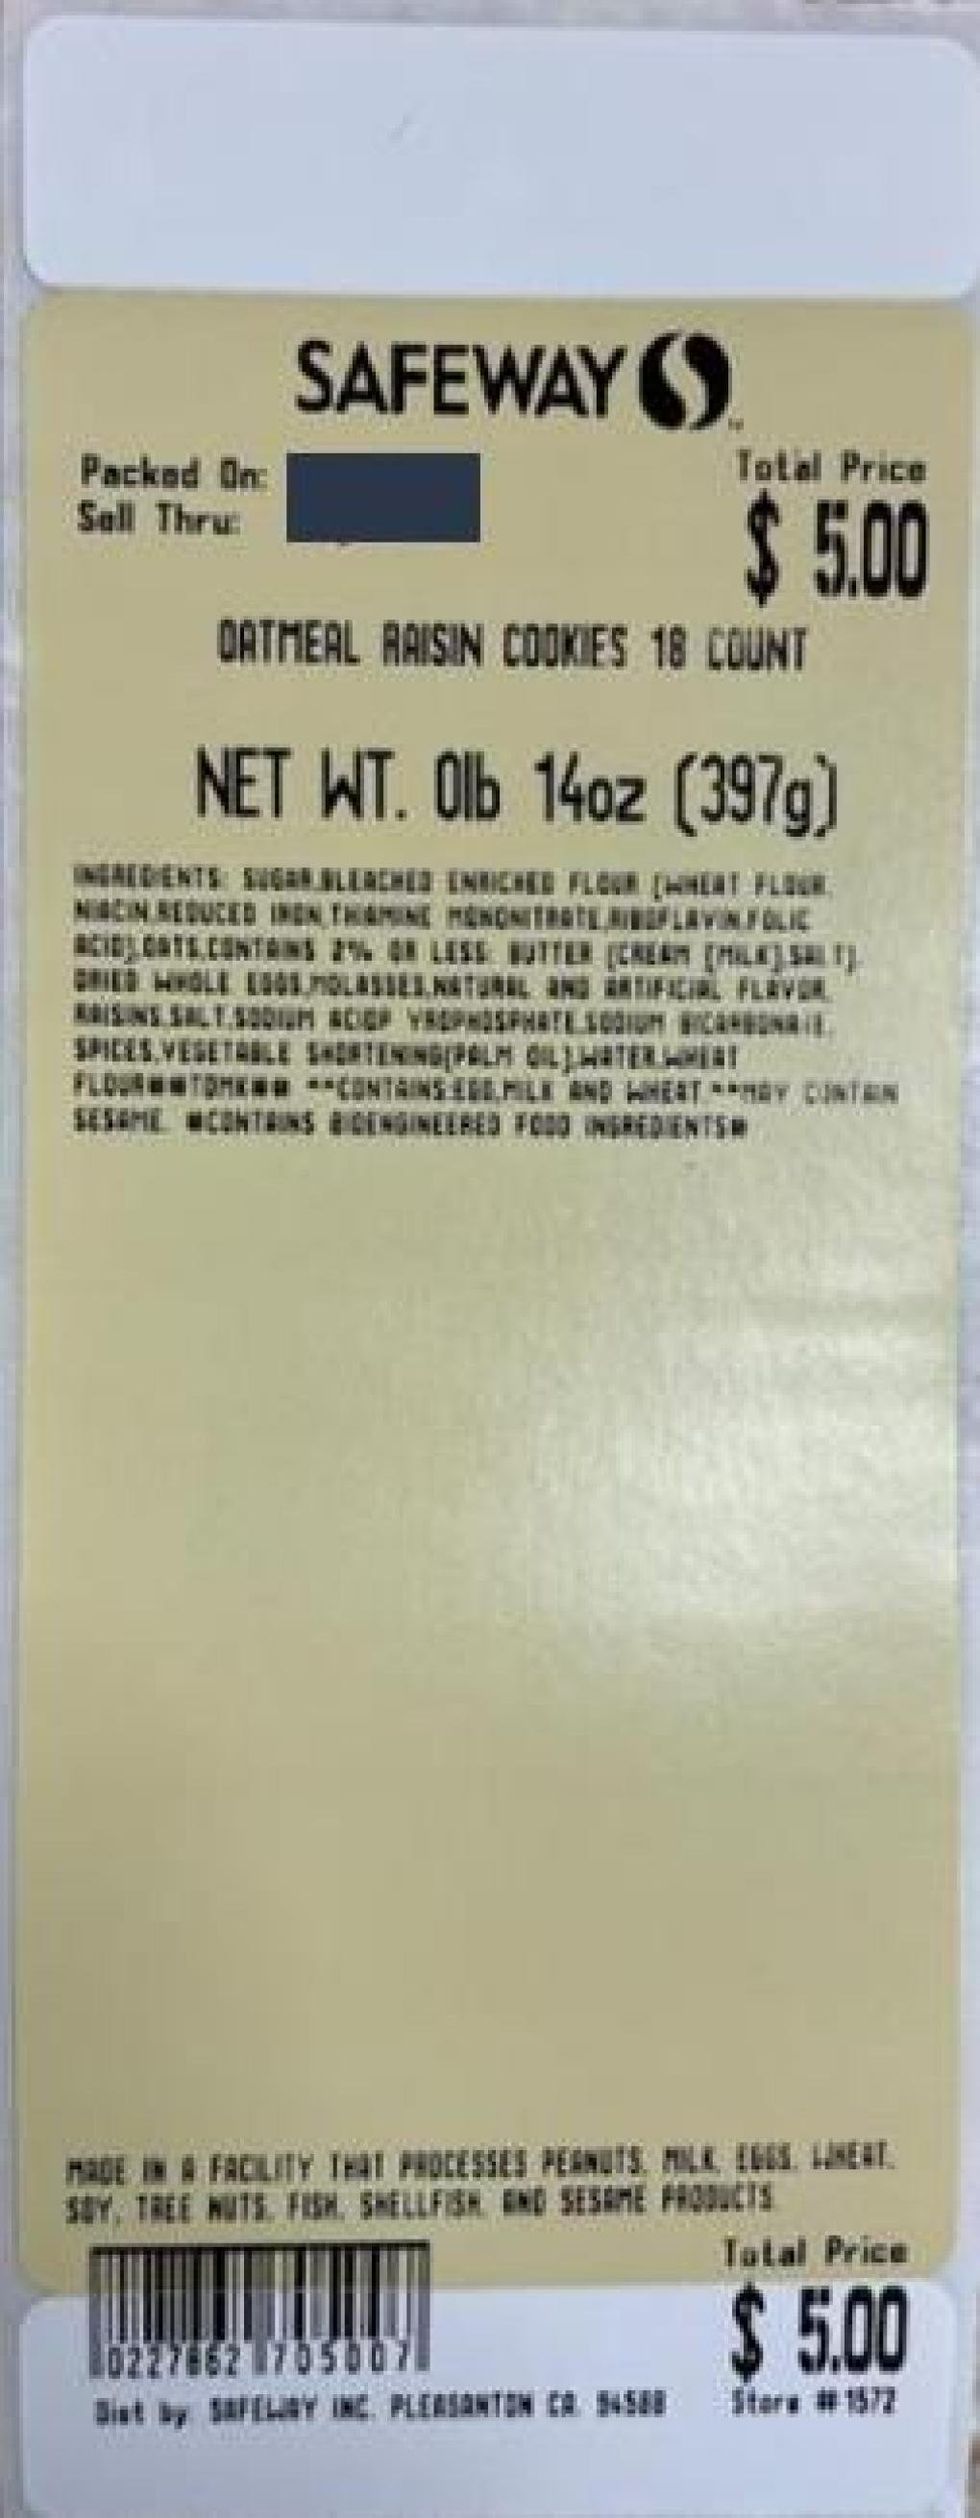 SAFEWAY
Packed On:
Sell Thru:
Total Price
$ 5.00
OATMEAL RAISIN COOKIES 18 COUNT
NET WT. 0lb 14oz (397g)
INGREDIENTS: SUGAR,BLEACHED ENRICHED FLOUR [WHEAT FLOUR,
NIACIN,REDUCED IRON,THIAMINE MONONITRATE,RIBOFLAVIN,FOLIC
ACID],OATS,CONTAINS 2% OR LESS: BUTTER [CREAM [MILK],SALT],
DRIED WHOLE EGGS,MOLASSES,NATURAL AND ARTIFICIAL FLAVOR,
RAISINS,SALT,SODIUM ACIDP YROPHOSPHATE,SODIUM BICARBONATE,
SPICES,VEGETABLE SHORTENING[PALM OIL],WATER,WHEAT
FLOUR **CONTAINS:EGG,MILK AND WHEAT.**MAY CONTAIN
SESAME. CONTAINS BIOENGINEERED FOOD INGREDIENTS
MADE IN A FACILITY THAT PROCESSES PEANUTS, MILK, EGGS, WHEAT,
SOY, TREE NUTS, FISH, SHELLFISH, AND SESAME PRODUCTS
Total Price
$ 5.00
0227862 705007
Dist by SAFEWAY INC. PLEASANTON CA. 94588
Store # 1572